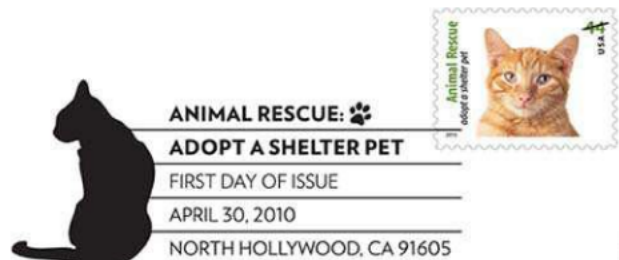 ANIMAL RESCUE:
ADOPT A SHELTER PET
FIRST DAY OF ISSUE
APRIL 30, 2010
NORTH HOLLYWOOD, CA 91605
Animal Rescue
adopt a shelter pet
2010
44
USA